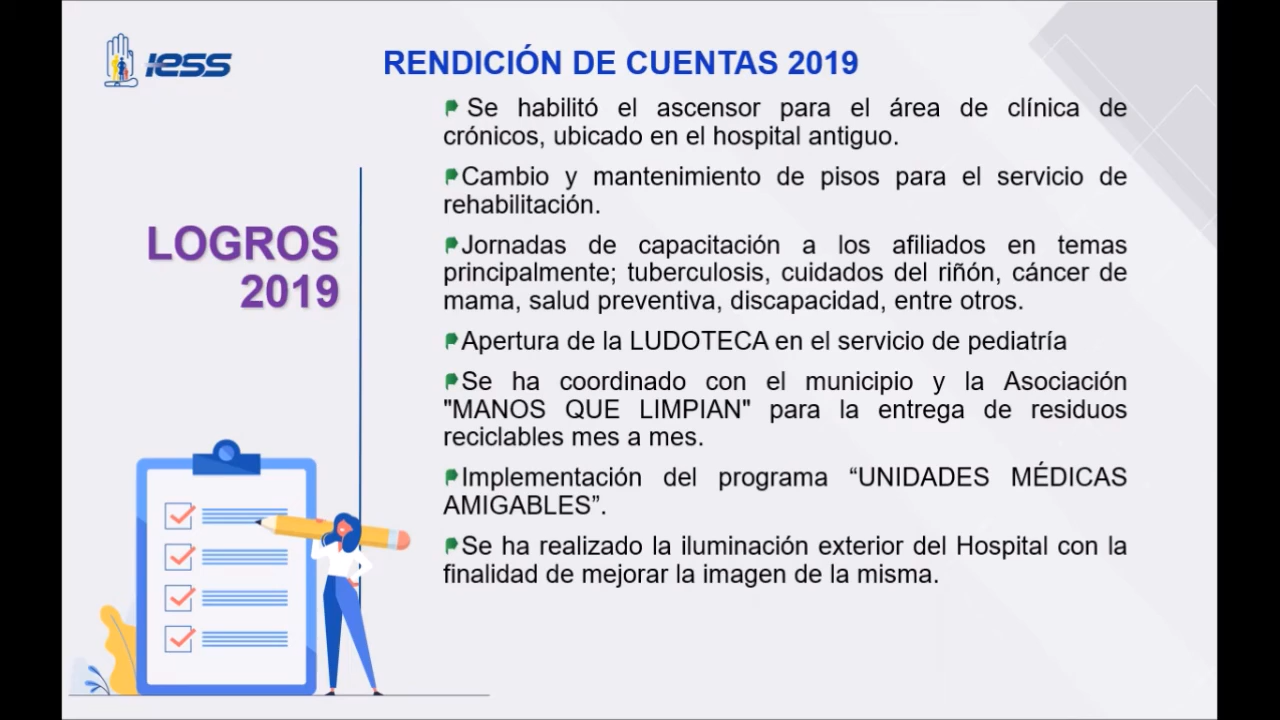 IESS
RENDICIÓN DE CUENTAS 2019
LOGROS
2019
Se habilitó el ascensor para el área de clínica de
crónicos, ubicado en el hospital antiguo.
Cambio y mantenimiento de pisos para el servicio de
rehabilitación.
Jornadas de capacitación a los afiliados en temas
principalmente; tuberculosis, cuidados del riñón, cáncer de
mama, salud preventiva, discapacidad, entre otros.
Apertura de la LUDOTECA en el servicio de pediatría
Se ha coordinado con el municipio y la Asociación
"MANOS QUE LIMPIAN" para la entrega de residuos
reciclables mes a mes.
Implementación del programa “UNIDADES MÉDICAS
AMIGABLES”.
Se ha realizado la iluminación exterior del Hospital con la
finalidad de mejorar la imagen de la misma.